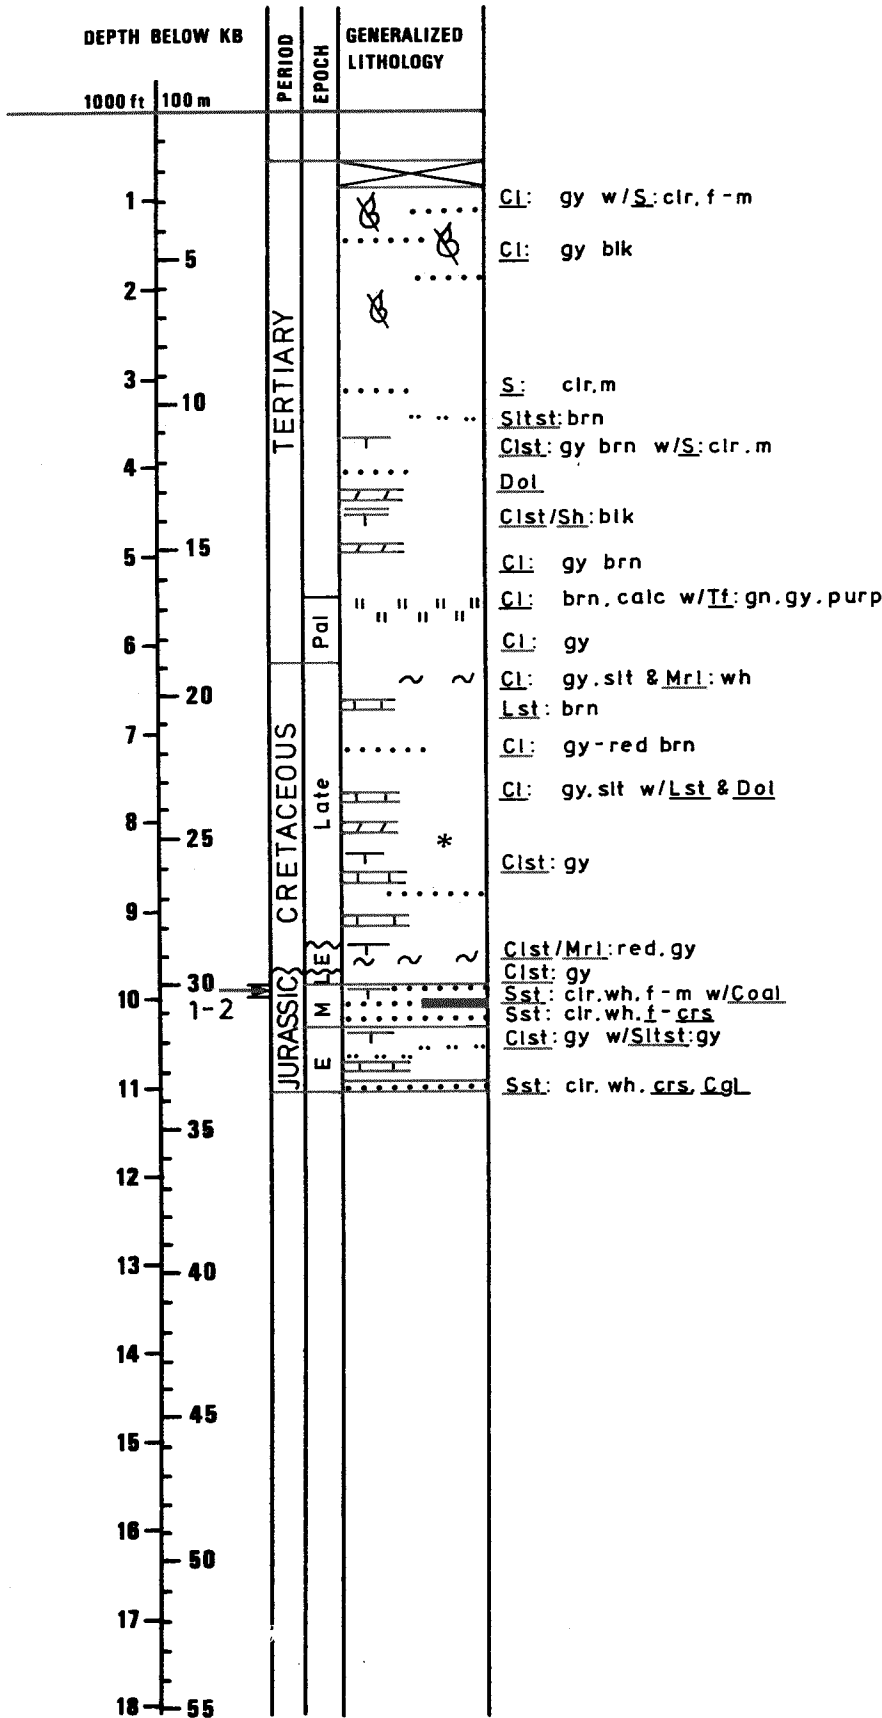 DEPTH BELOW KB
PERIOD
EPOCH
GENERALIZED
LITHOLOGY
1000 ft 100 m
Cl: gy w/S:clr, f-m
1
Cl: gy blk
5
2
TERTIARY
3
S: clr,m
10
Sltst: brn
Clst: gy brn w/S:clr,m
4
Dol
Clst/Sh: blk
15
5
Cl: gy brn
Cl: brn, calc w/Tf: gn, gy, purp
Pal
6
Cl: gy
Cl: gy, slt & Mrl: wh
20
Lst: brn
7
Cl: gy-red brn
CRETACEOUS
Late
Cl: gy, slt w/Lst & Dol
8
25
*
Clst: gy
9
E
Clst/Mrl: red, gy
Clst: gy
L
30
Sst: clr, wh, f-m w/Coal
10
1-2
JURASSIC
M
Sst: clr, wh, f-crs
Clst: gy w/Sltst: gy
E
11
Sst: clr, wh, crs, Cgl
35
12
13
40
14
45
15
16
50
17
18
55